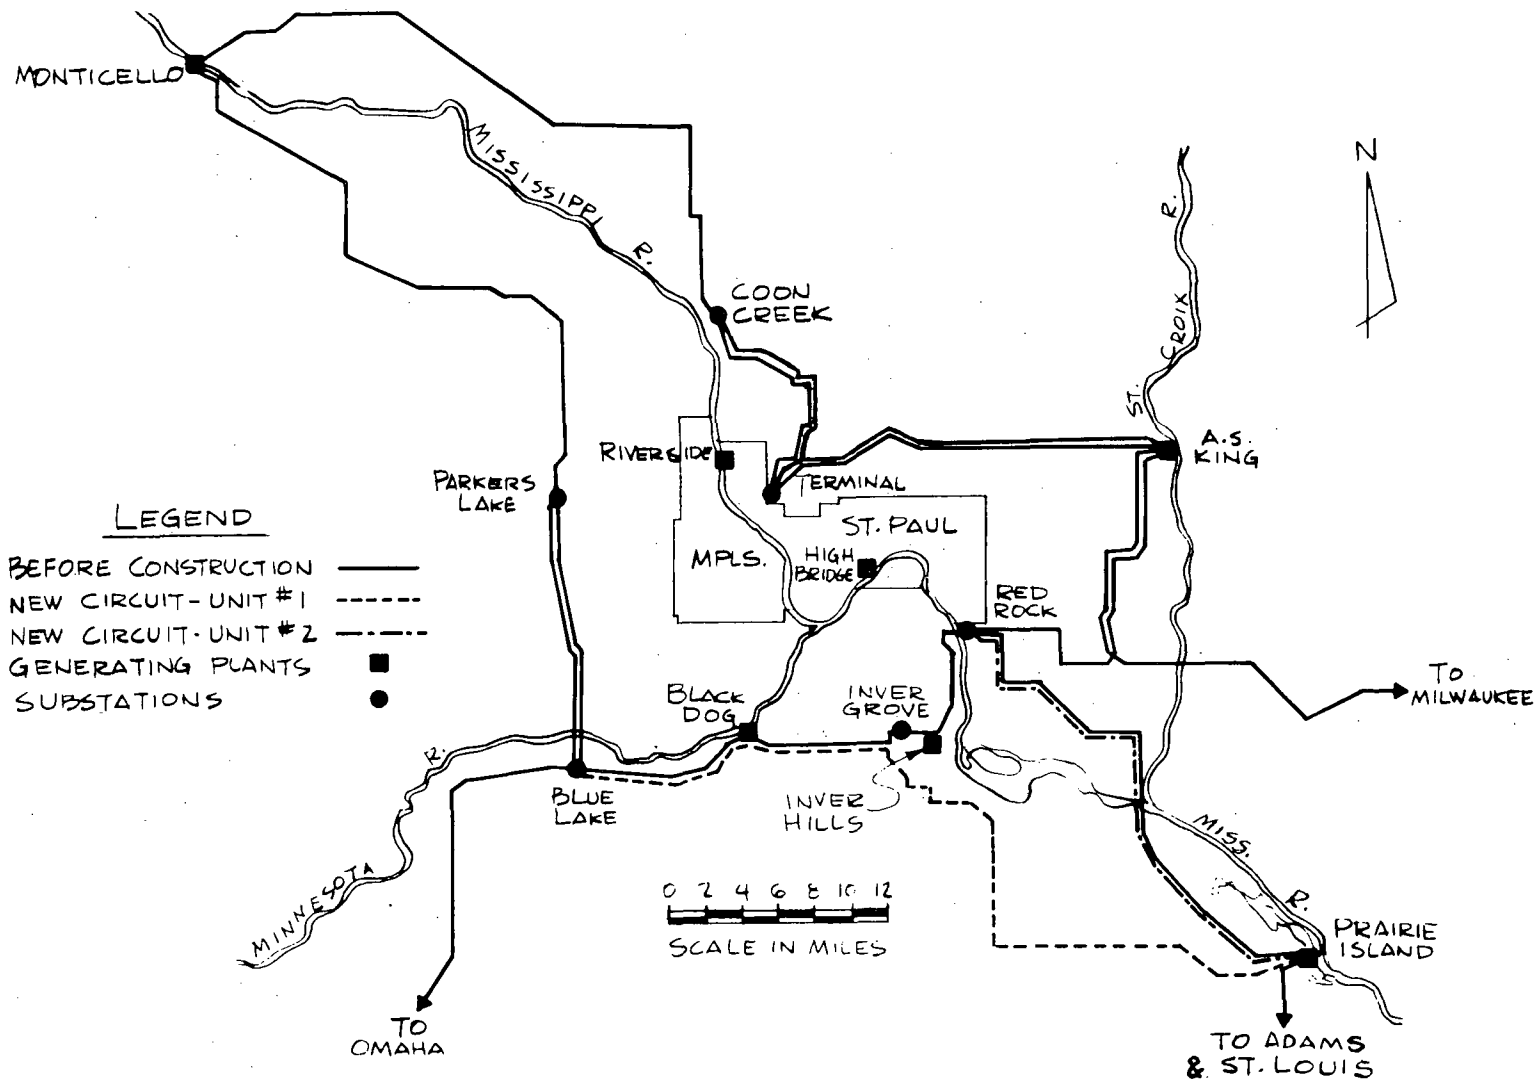 MONTICELLO
MISSISSIPPI
R.
N
ST. CROIX R.
COON
CREEK
RIVERSIDE
A.S.
KING
PARKERS
LAKE
TERMINAL
ST. PAUL
MPLS.
HIGH
BRIDGE
RED
ROCK
LEGEND
BEFORE CONSTRUCTION
NEW CIRCUIT-UNIT #1
NEW CIRCUIT-UNIT #2
GENERATING PLANTS
SUBSTATIONS
BLACK
DOG
INVER
GROVE
TO
MILWAUKEE
BLUE
LAKE
INVER
HILLS
MINNESOTA R.
MISS. R.
0 2 4 6 8 10 12
SCALE IN MILES
PRAIRIE
ISLAND
TO
OMAHA
TO ADAMS
& ST. LOUIS